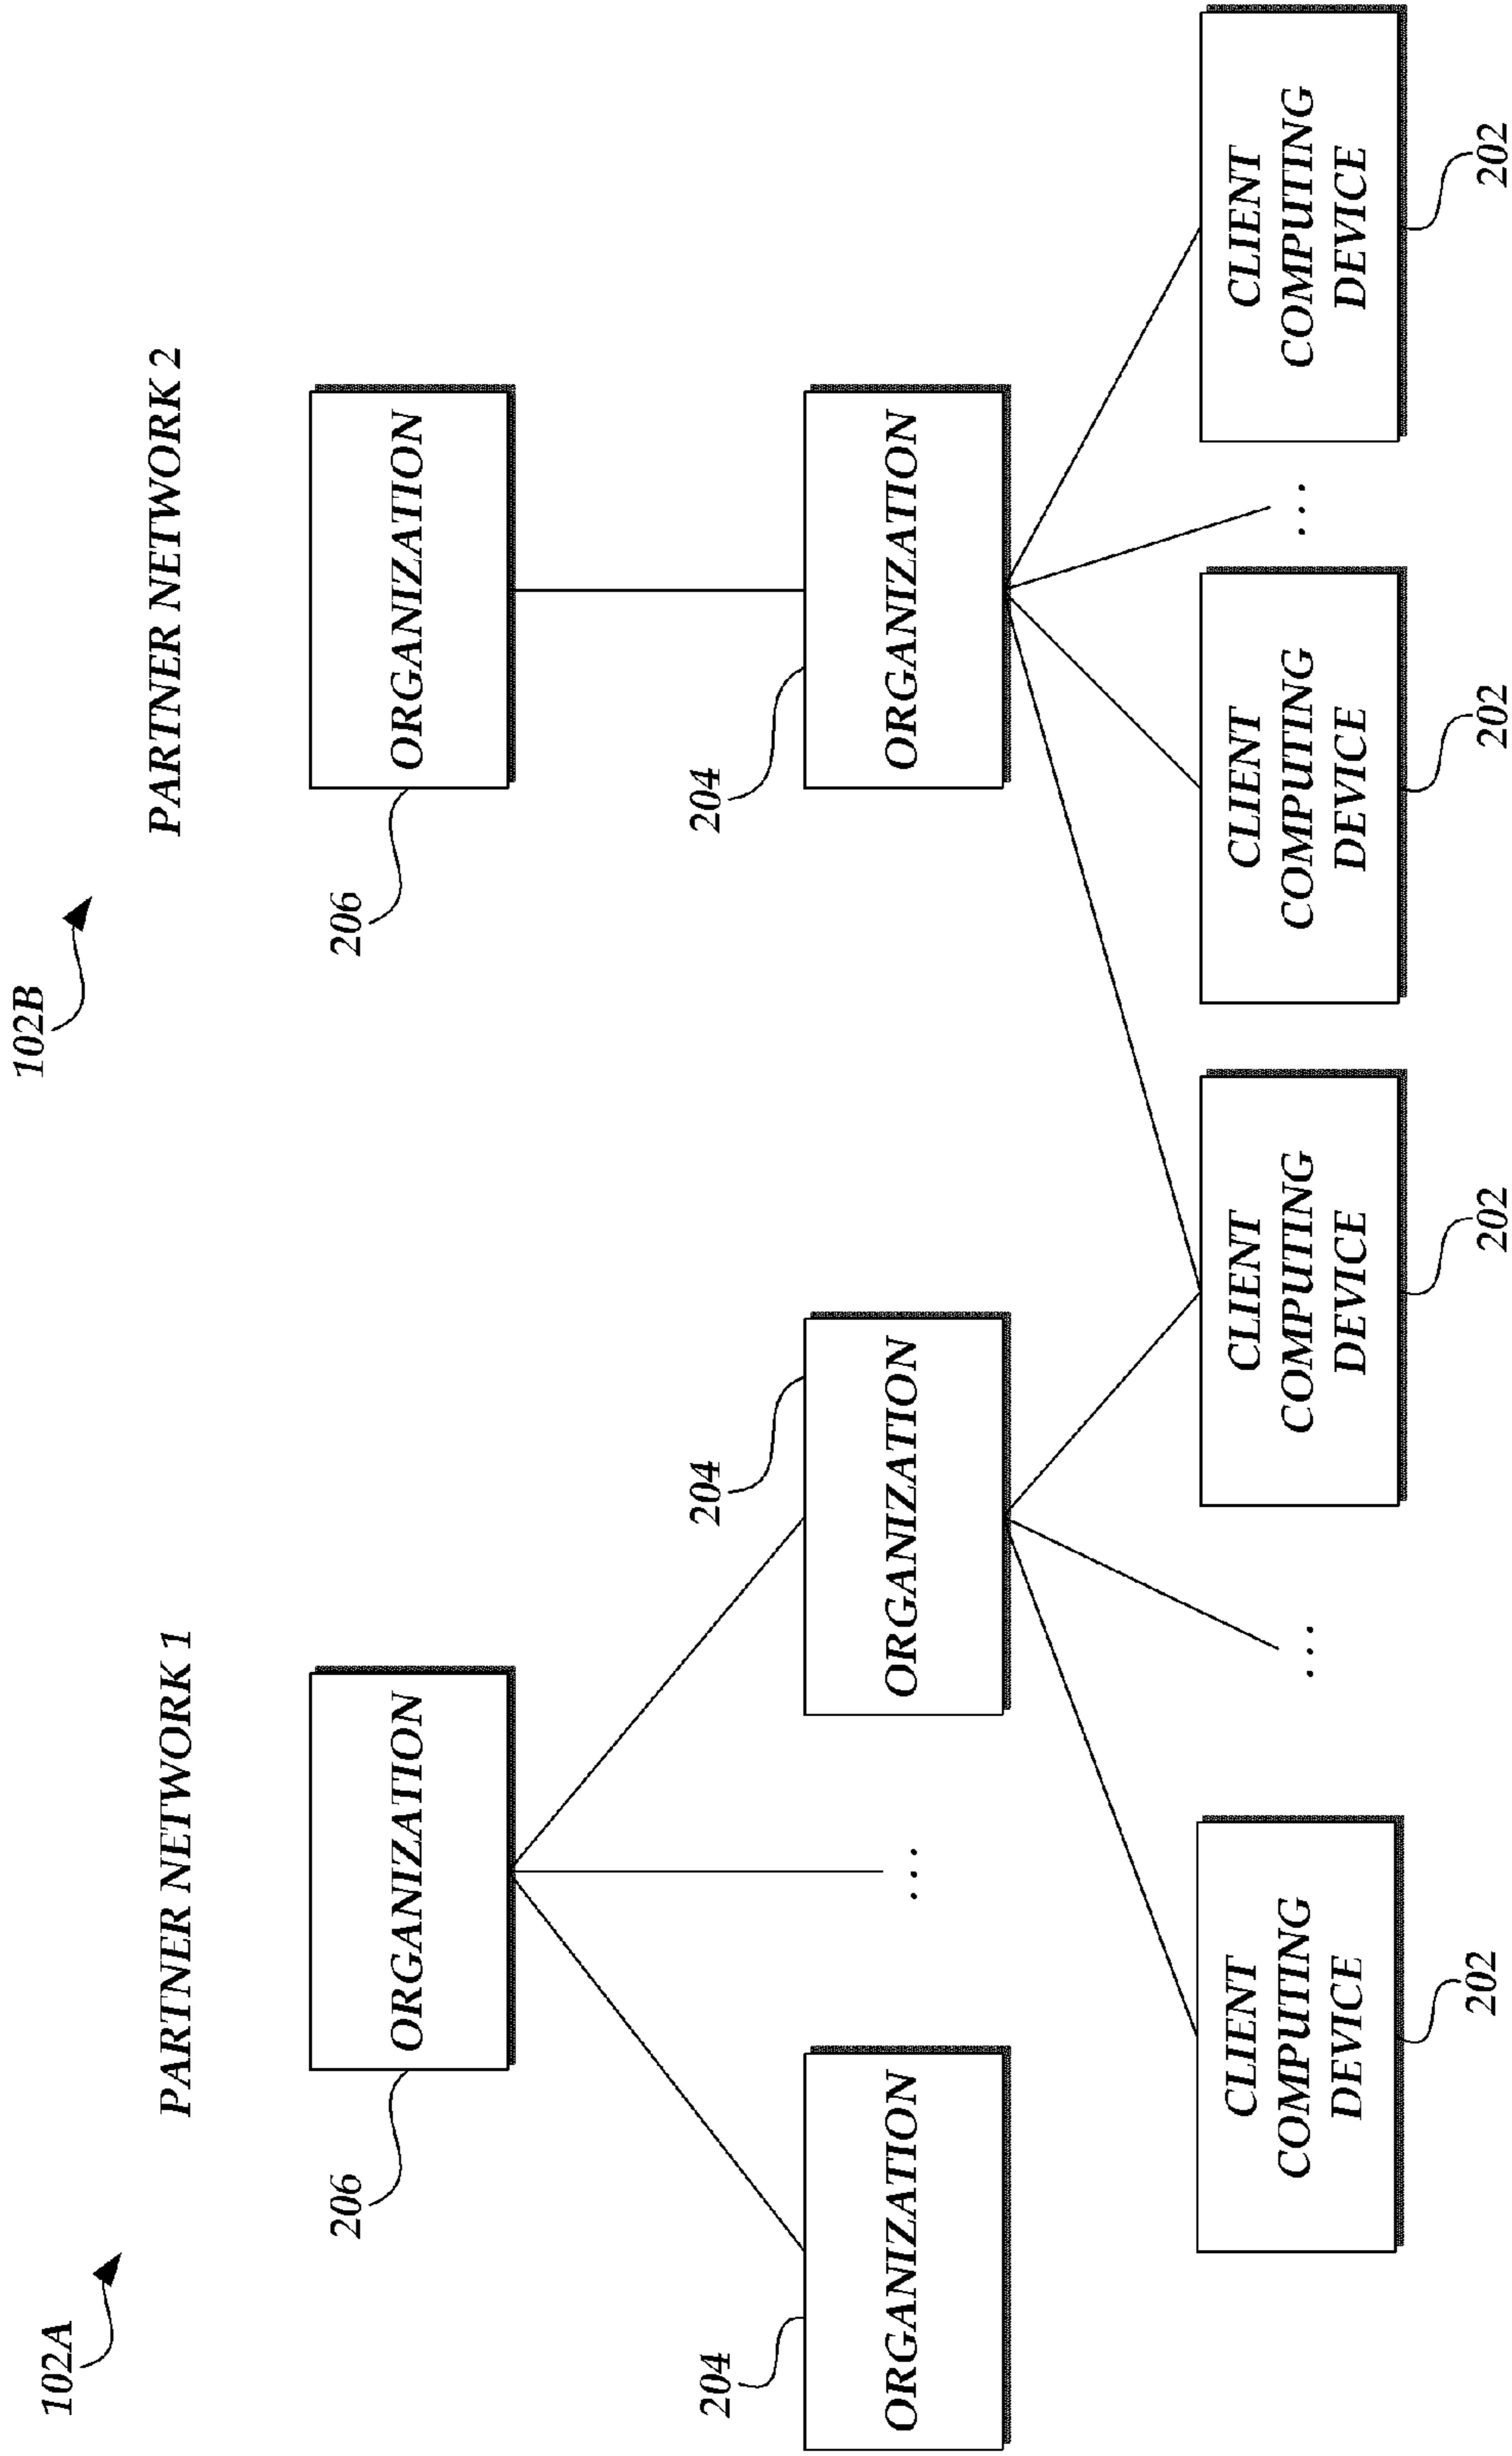 102A
102B
PARTNER NETWORK 1
PARTNER NETWORK 2
206
ORGANIZATION
206
ORGANIZATION
204
204
204
ORGANIZATION
ORGANIZATION
ORGANIZATION
...
CLIENT
COMPUTING
DEVICE
...
CLIENT
COMPUTING
DEVICE
CLIENT
COMPUTING
DEVICE
...
CLIENT
COMPUTING
DEVICE
202
202
202
202